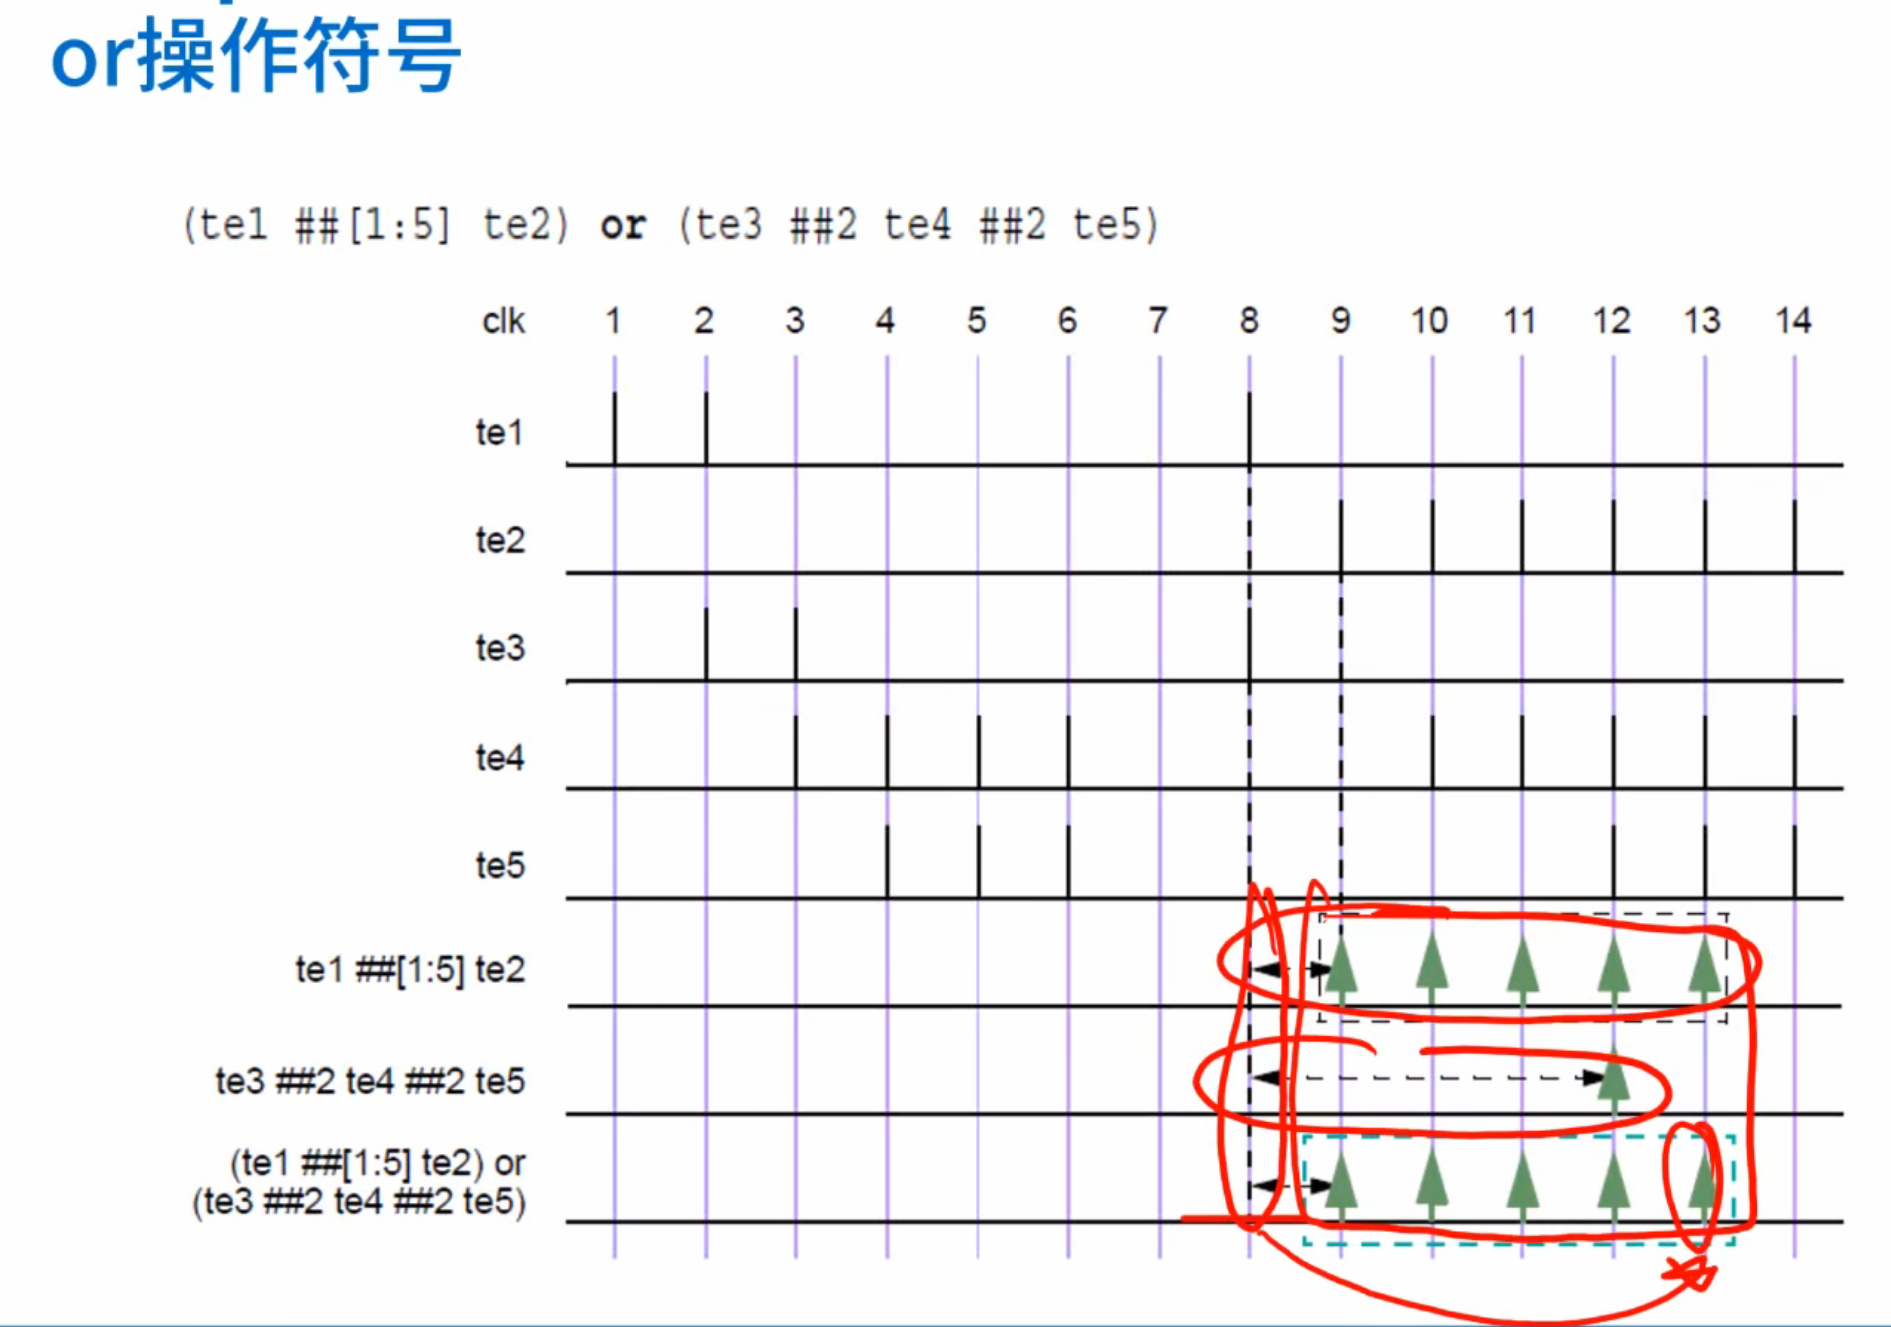 or操作符号
(te1 ##[1:5] te2) or (te3 ##2 te4 ##2 te5)
clk 1 2 3 4 5 6 7 8 9 10 11 12 13 14
te1
te2
te3
te4
te5
te1 ##[1:5] te2
te3 ##2 te4 ##2 te5
(te1 ##[1:5] te2) or
(te3 ##2 te4 ##2 te5)